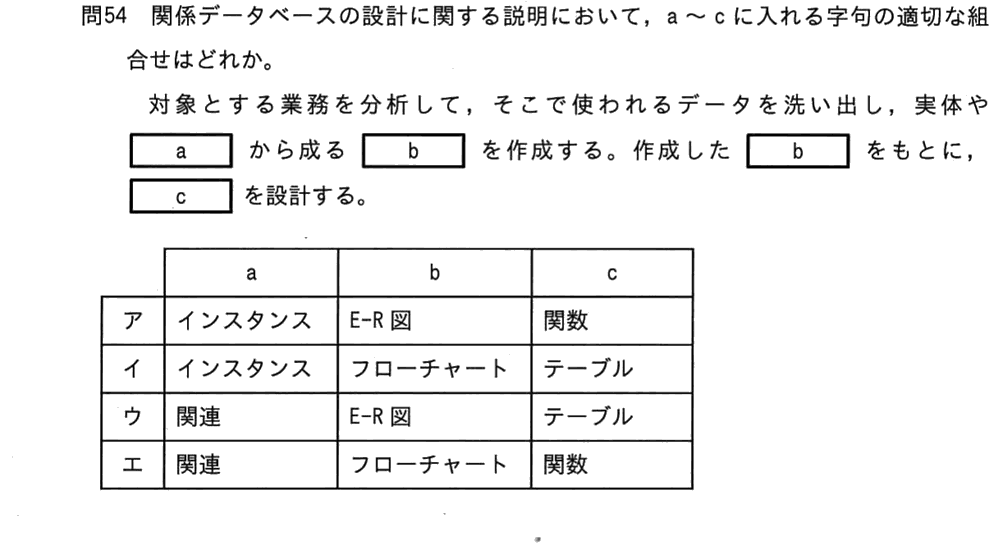 問54　関係データベースの設計に関する説明において，a ～ c に入れる字句の適切な組
合せはどれか。
対象とする業務を分析して，そこで使われるデータを洗い出し，実体や
a から成る b を作成する。作成した b をもとに，
c を設計する。
a b c
ア インスタンス E-R 図 関数
イ インスタンス フローチャート テーブル
ウ 関連 E-R 図 テーブル
エ 関連 フローチャート 関数